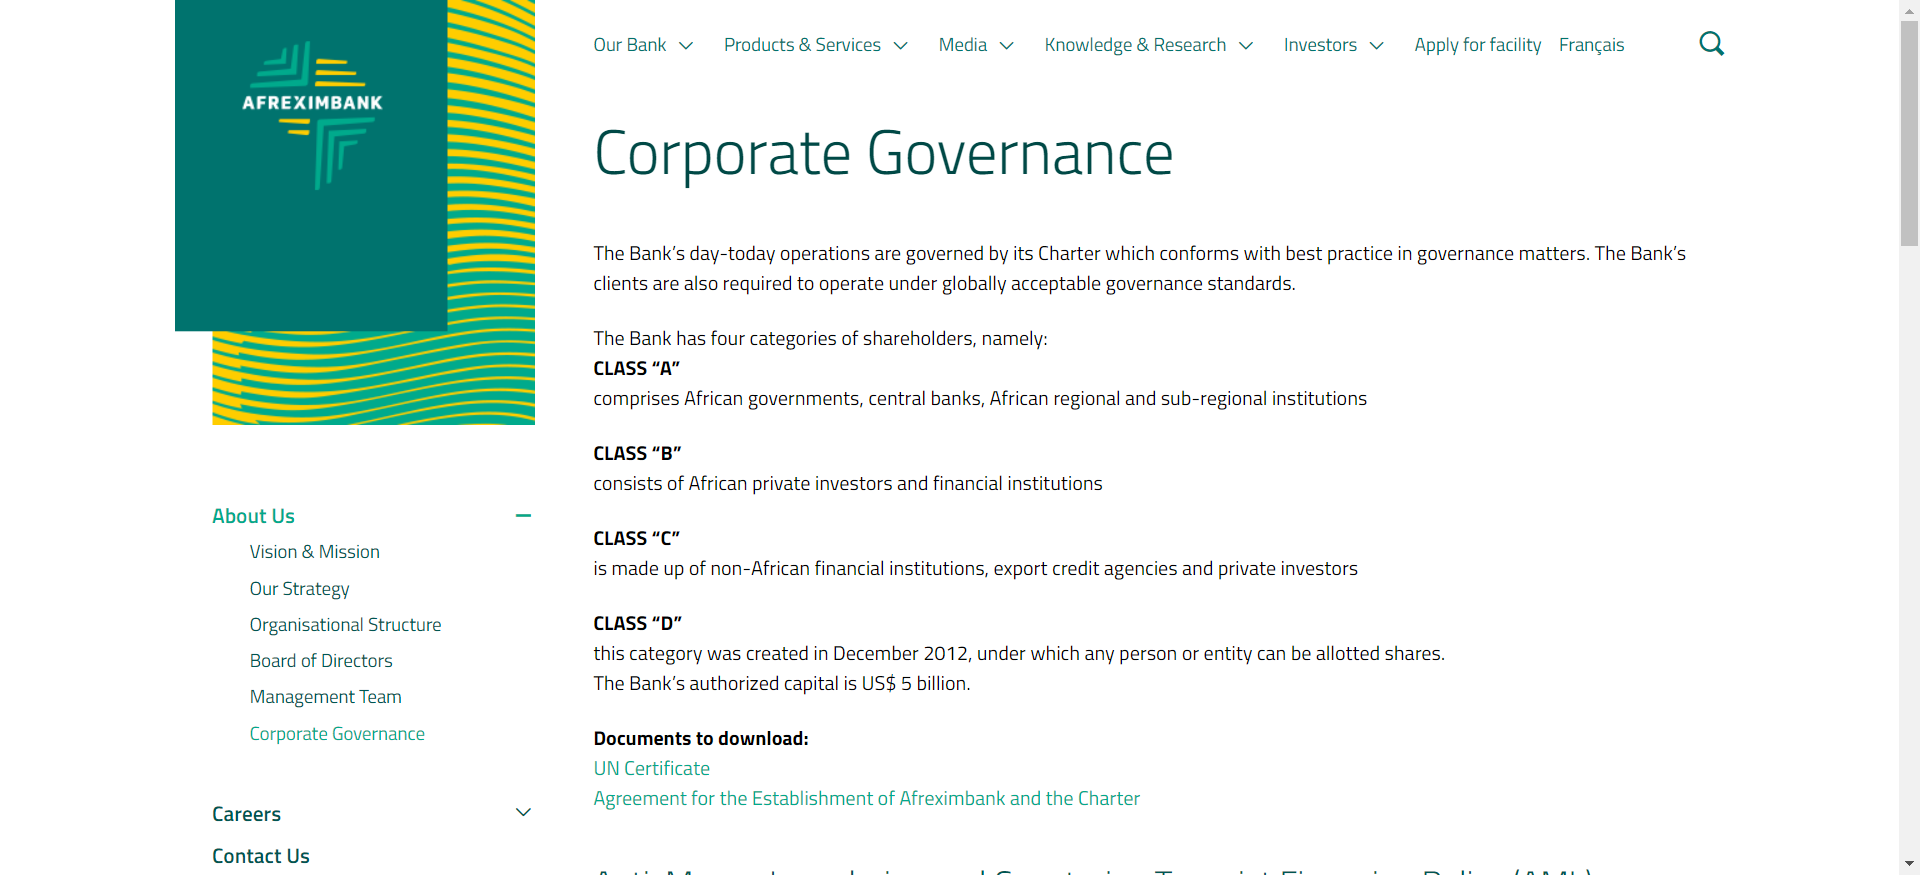 AFREXIMBANK
Our Bank
Products & Services
Media
Knowledge & Research
Investors
Apply for facility
Français
Corporate Governance
The Bank’s day-today operations are governed by its Charter which conforms with best practice in governance matters. The Bank’s
clients are also required to operate under globally acceptable governance standards.
The Bank has four categories of shareholders, namely:
CLASS “A”
comprises African governments, central banks, African regional and sub-regional institutions
CLASS “B”
consists of African private investors and financial institutions
CLASS “C”
is made up of non-African financial institutions, export credit agencies and private investors
CLASS “D”
this category was created in December 2012, under which any person or entity can be allotted shares.
The Bank’s authorized capital is US$ 5 billion.
Documents to download:
UN Certificate
Agreement for the Establishment of Afreximbank and the Charter
About Us
Vision & Mission
Our Strategy
Organisational Structure
Board of Directors
Management Team
Corporate Governance
Careers
Contact Us